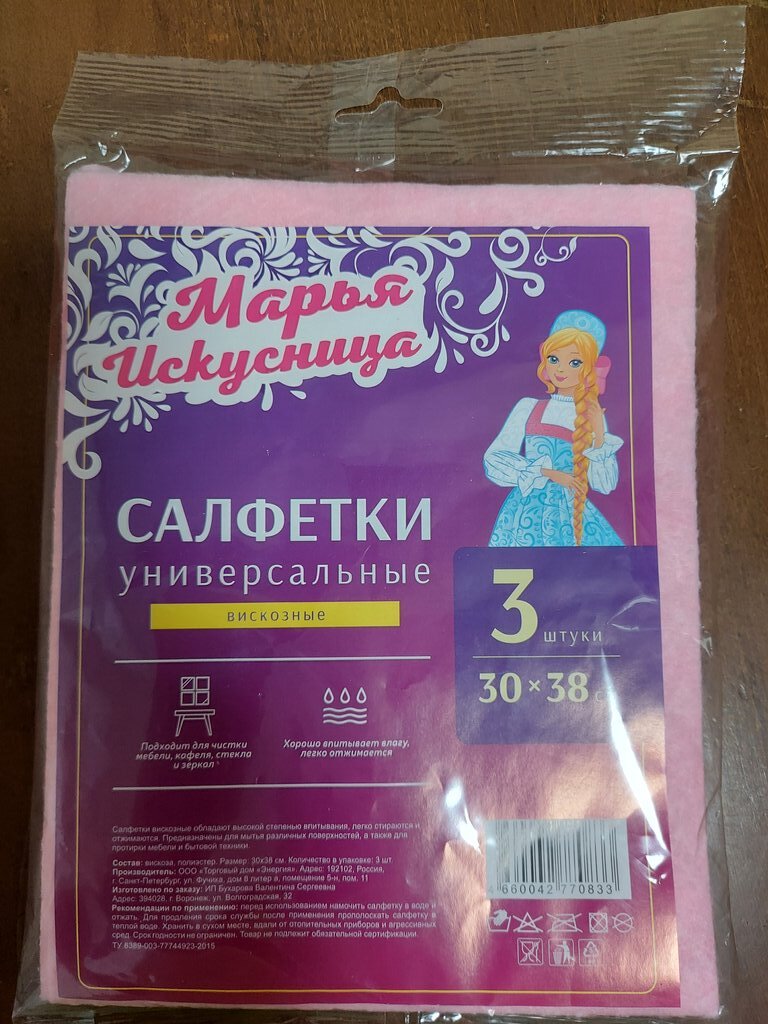 Марья
Искусница
САЛФЕТКИ
универсальные
вискозные
3 штуки
30×38
Подходит для чистки
мебели, кафеля, стекла
и зеркал
Хорошо впитывает влагу,
легко отжимается
Салфетки вискозные обладают высокой степенью впитывания, легко стираются и
отжимаются. Предназначены для мытья различных поверхностей, а также для
протирки мебели и бытовой техники.
Состав: вискоза, полиэстер. Размер: 30х38 см. Количество в упаковке: 3 шт.
Производитель: ООО «Торговый дом «Энергия». Адрес: 192102, Россия,
г. Санкт-Петербург, ул. Фучика, дом 8 литер а, помещение 5-н, пом. 11
Изготовлено по заказу: ИП Бухарова Валентина Сергеевна
Адрес: 394028, г. Воронеж, ул. Волгоградская, 32
Рекомендации по применению: перед использованием намочить салфетку в воде и
отжать. Для продления срока службы после применения прополоскать салфетку в
теплой воде. Хранить в сухом месте, вдали от отопительных приборов и агрессивных
сред. Срок годности не ограничен. Товар не подлежит обязательной сертификации.
ТУ 8389-003-77744923-2015
4 660042 770833